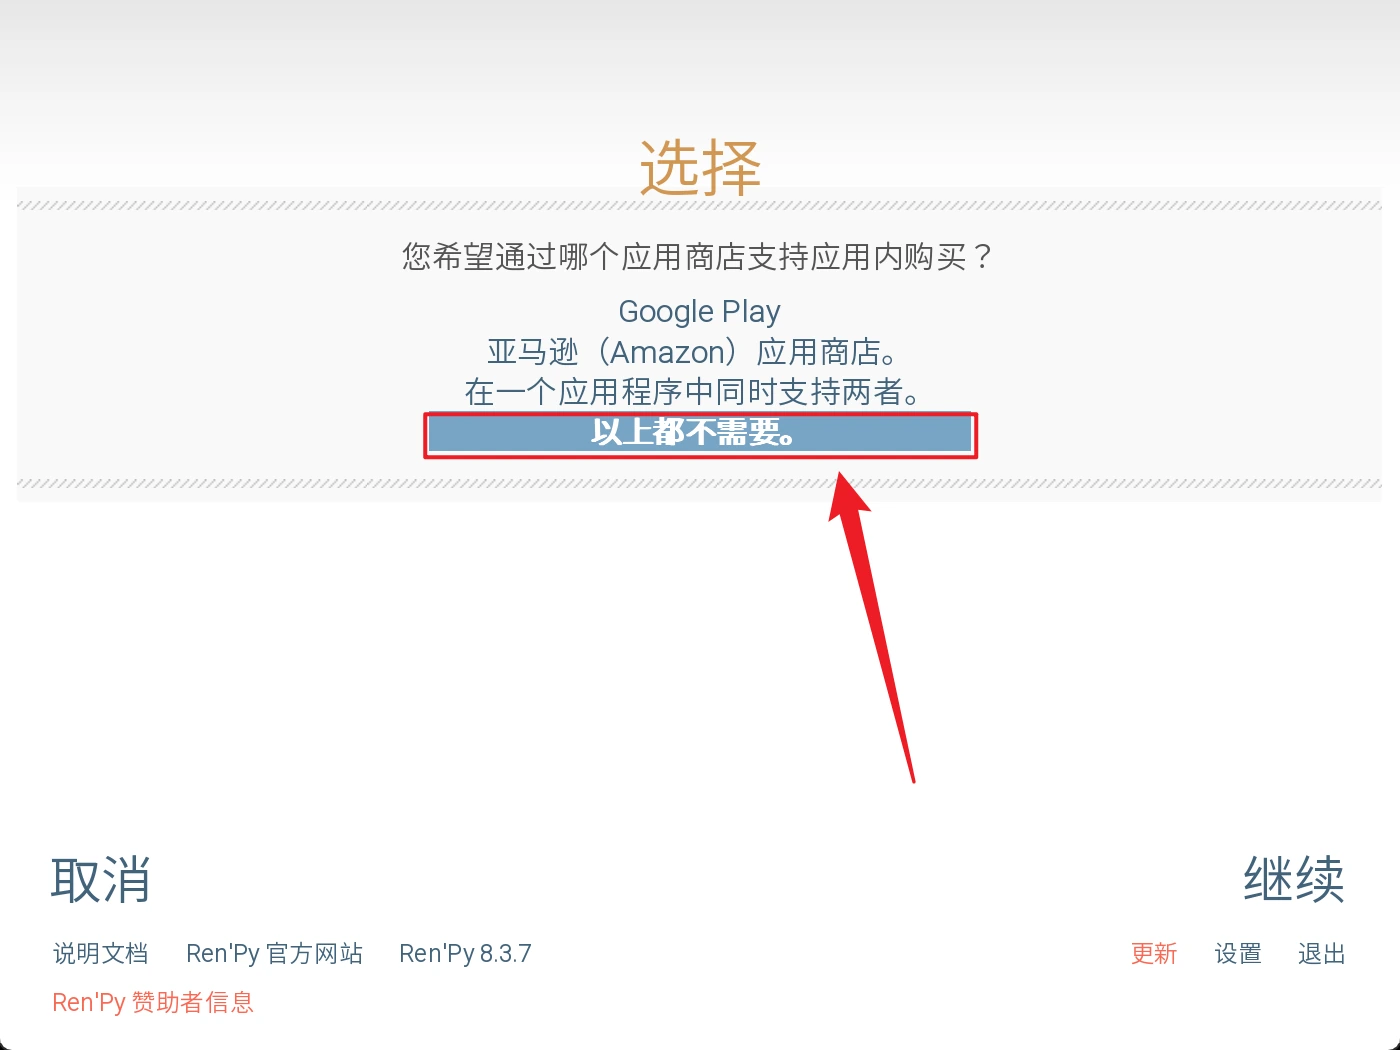 选择
您希望通过哪个应用商店支持应用内购买？
Google Play
亚马逊（Amazon）应用商店。
在一个应用程序中同时支持两者。
以上都不需要。
取消
继续
说明文档 Ren'Py 官方网站 Ren'Py 8.3.7
更新 设置 退出
Ren'Py 赞助者信息